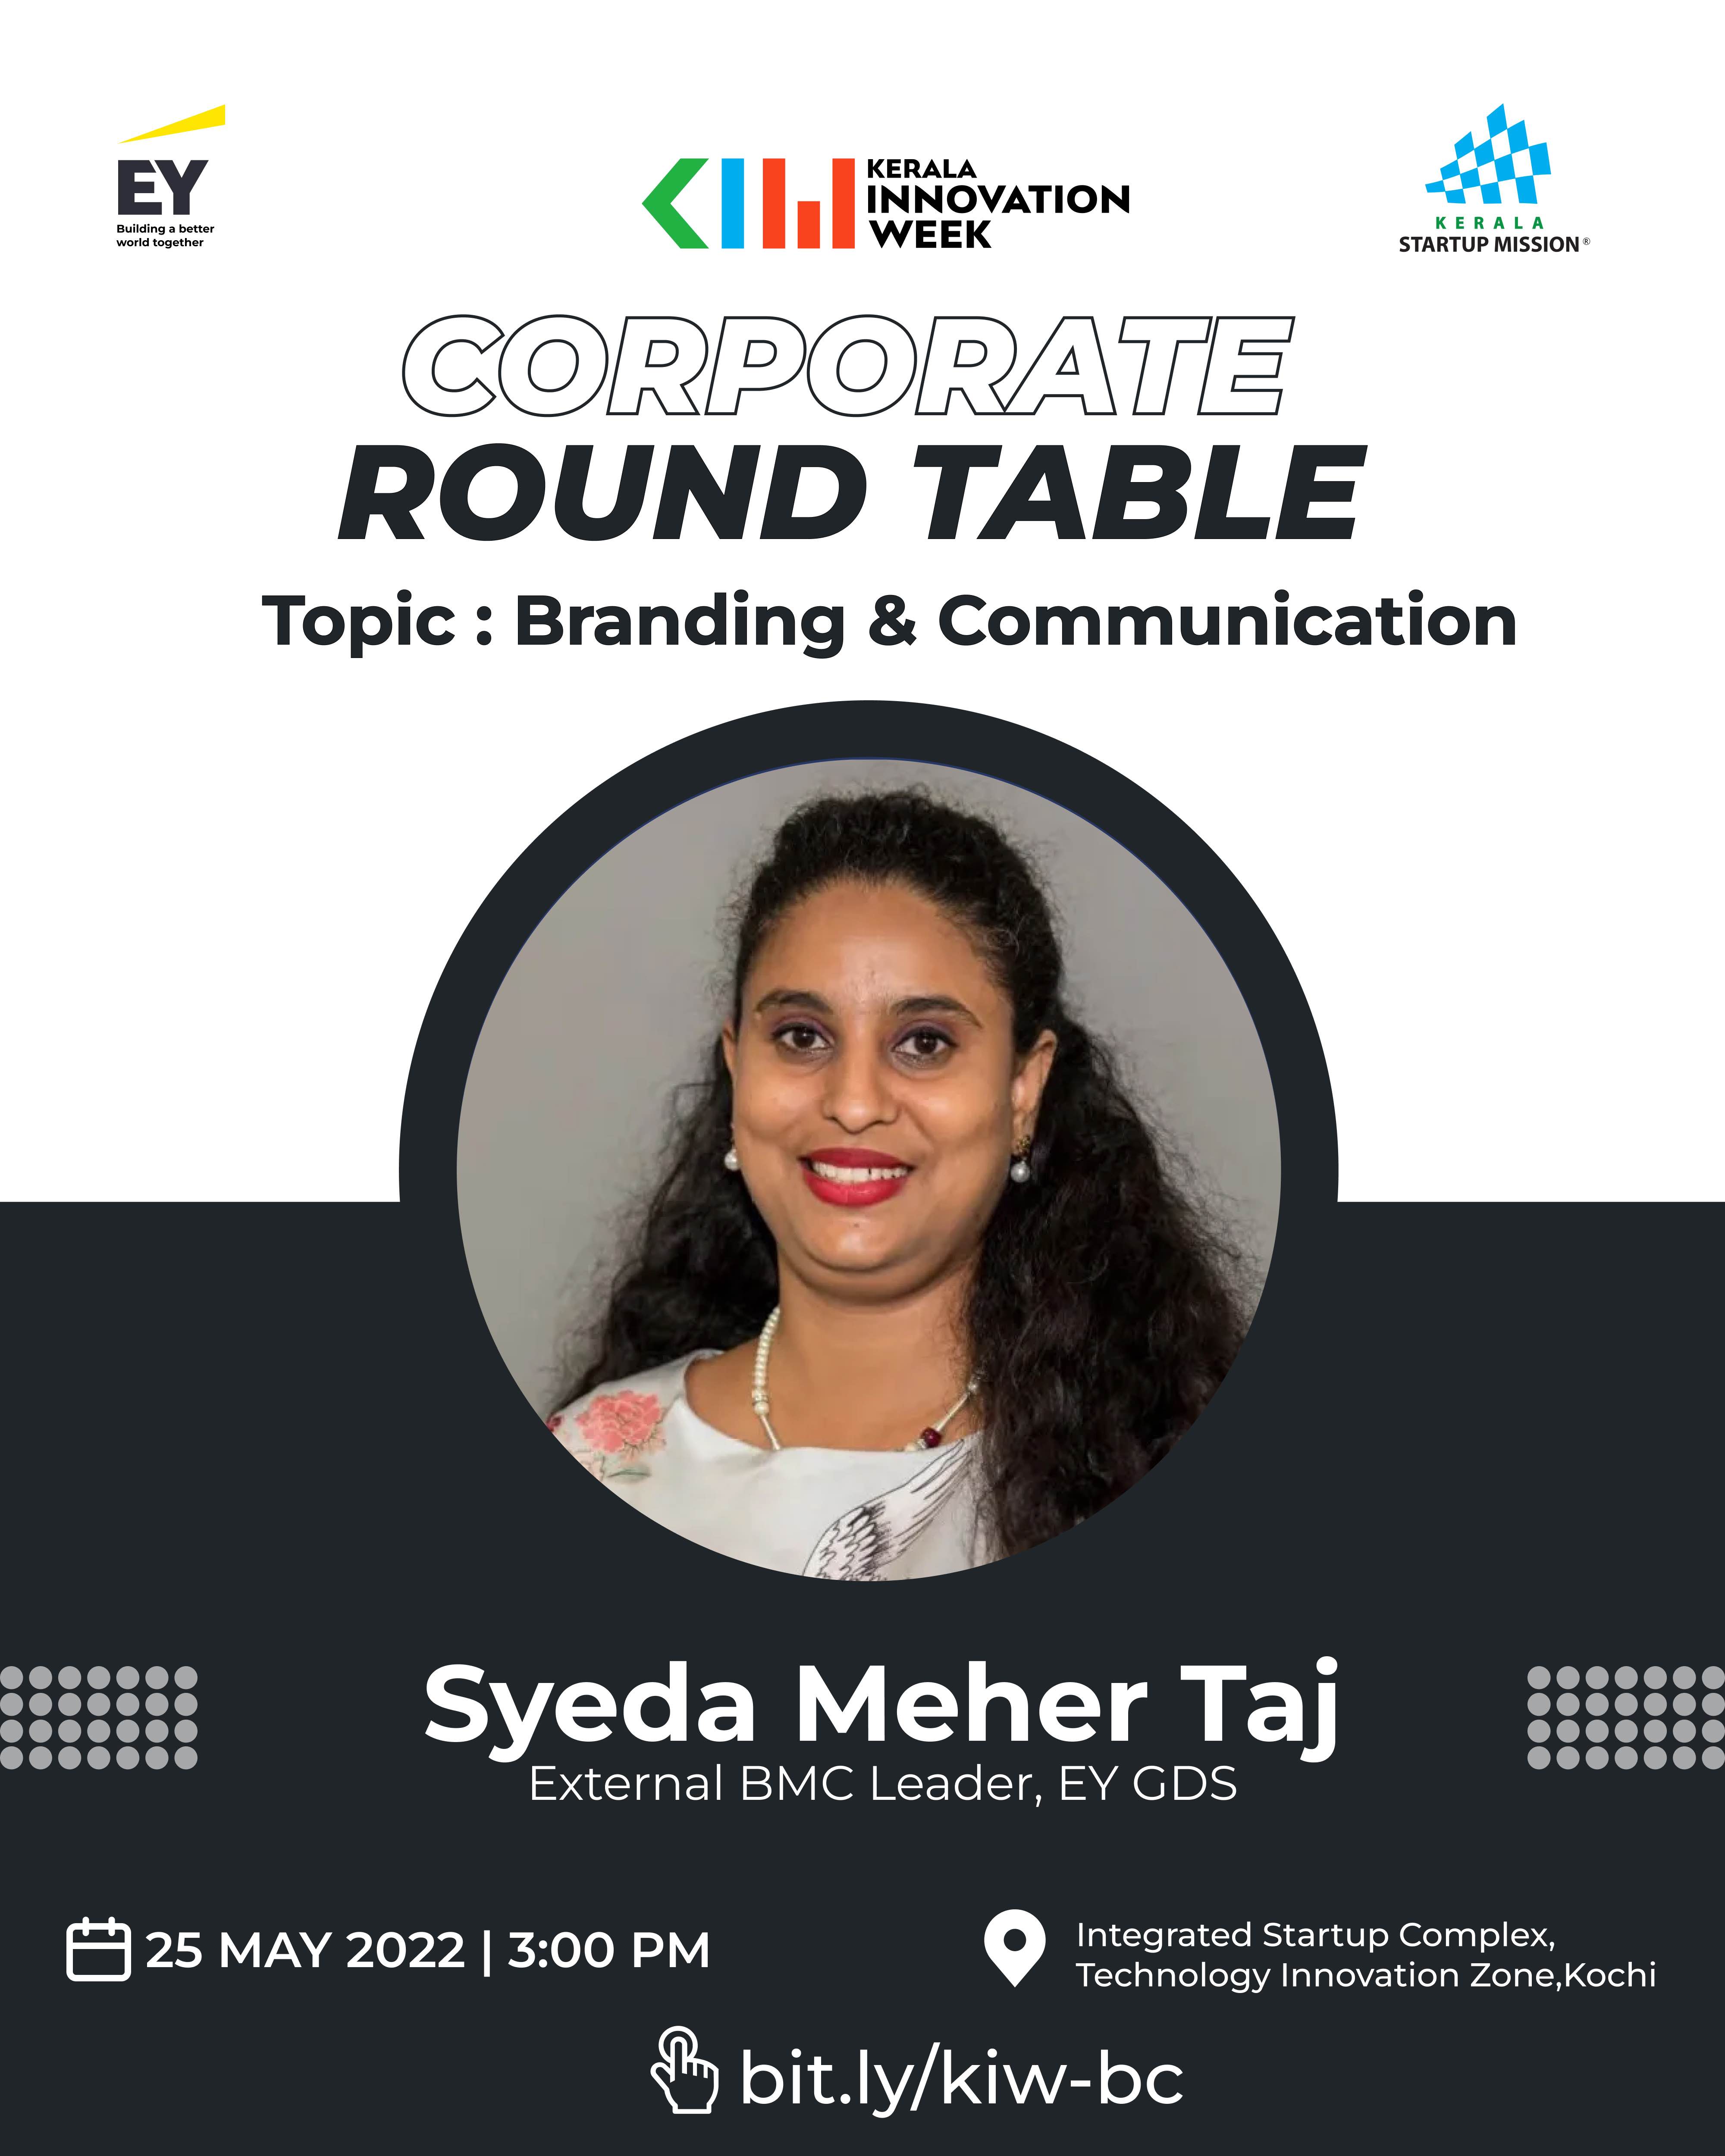 EY
Building a better
world together
KIW
KERALA
INNOVATION
WEEK
KERALA
STARTUP MISSION®
CORPORATE
ROUND TABLE
Topic : Branding & Communication
Syeda Meher Taj
External BMC Leader, EY GDS
25 MAY 2022 | 3:00 PM
Integrated Startup Complex,
Technology Innovation Zone,Kochi
bit.ly/kiw-bc